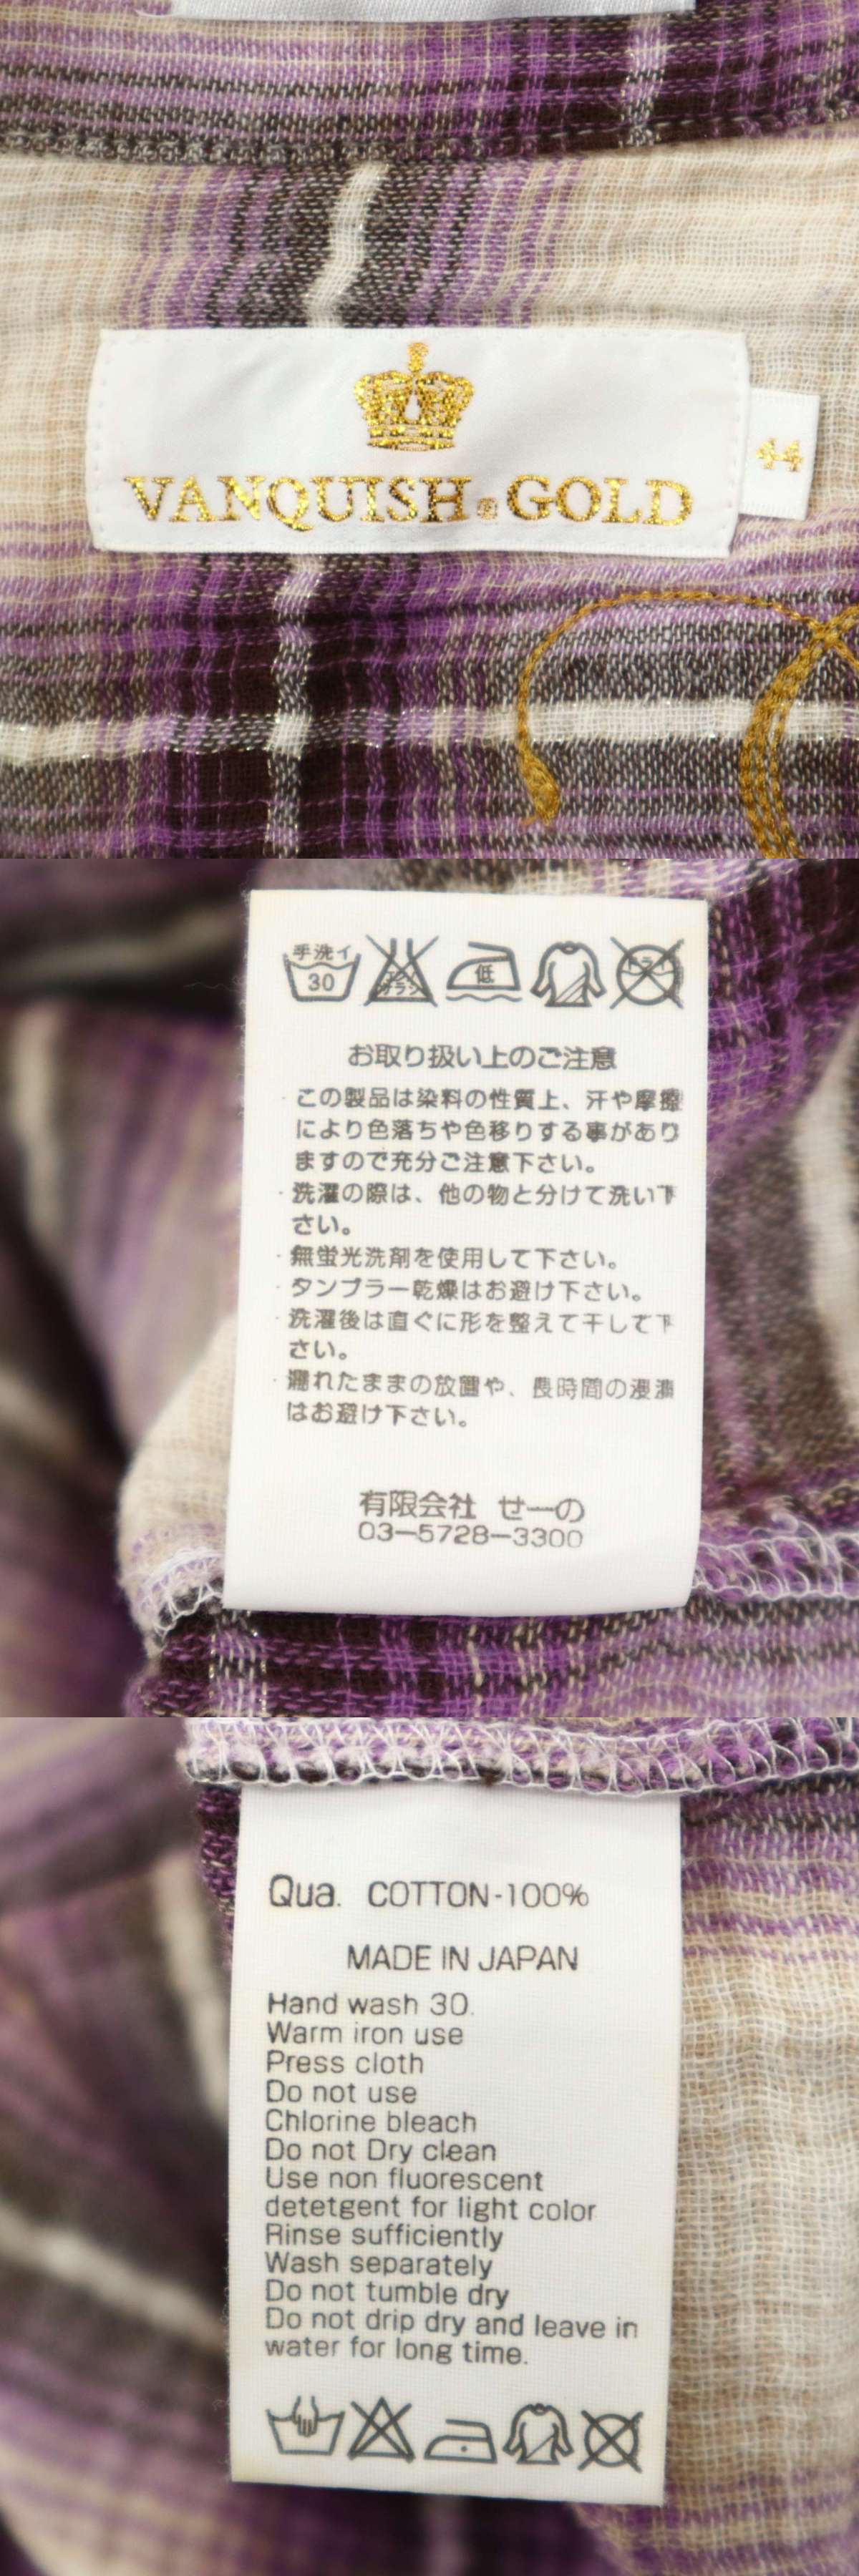 VANQUISH®GOLD
44
手洗イ
30
エンソ
サラシ
低
ドライ
お取り扱い上のご注意
・この製品は染料の性質上、汗や摩擦
により色落ちや色移りする事があり
ますので充分ご注意下さい。
・洗濯の際は、他の物と分けて洗い下
さい。
・無蛍光洗剤を使用して下さい。
・タンブラー乾燥はお避け下さい。
・洗濯後は直ぐに形を整えて干して下
さい。
・濡れたままの放置や、長時間の浸漬
はお避け下さい。
有限会社 せーの
03-5728-3300
Qua. COTTON-100%
MADE IN JAPAN
Hand wash 30.
Warm iron use
Press cloth
Do not use
Chlorine bleach
Do not Dry clean
Use non fluorescent
detetgent for light color
Rinse sufficiently
Wash separately
Do not tumble dry
Do not drip dry and leave in
water for long time.